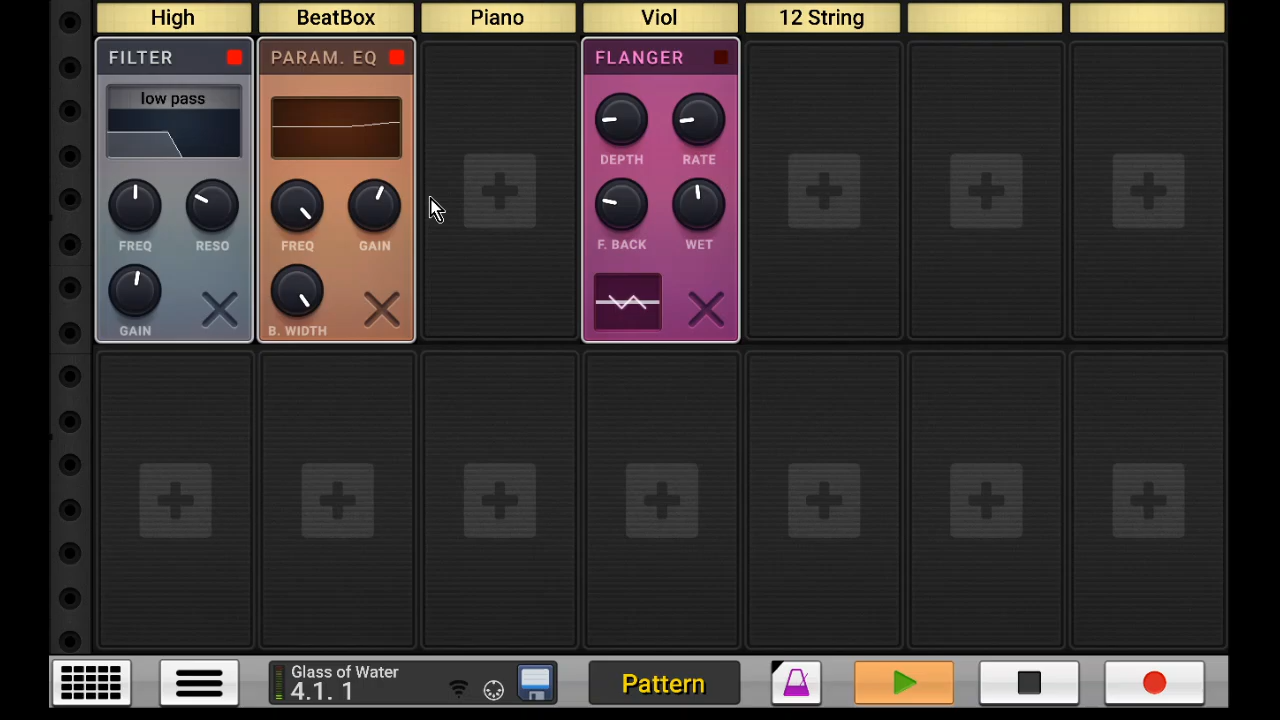 High BeatBox Piano Viol 12 String
FILTER PARAM. EQ FLANGER
low pass
DEPTH RATE
FREQ RESO FREQ GAIN F. BACK WET
GAIN B. WIDTH
Glass of Water
4.1. 1
Pattern